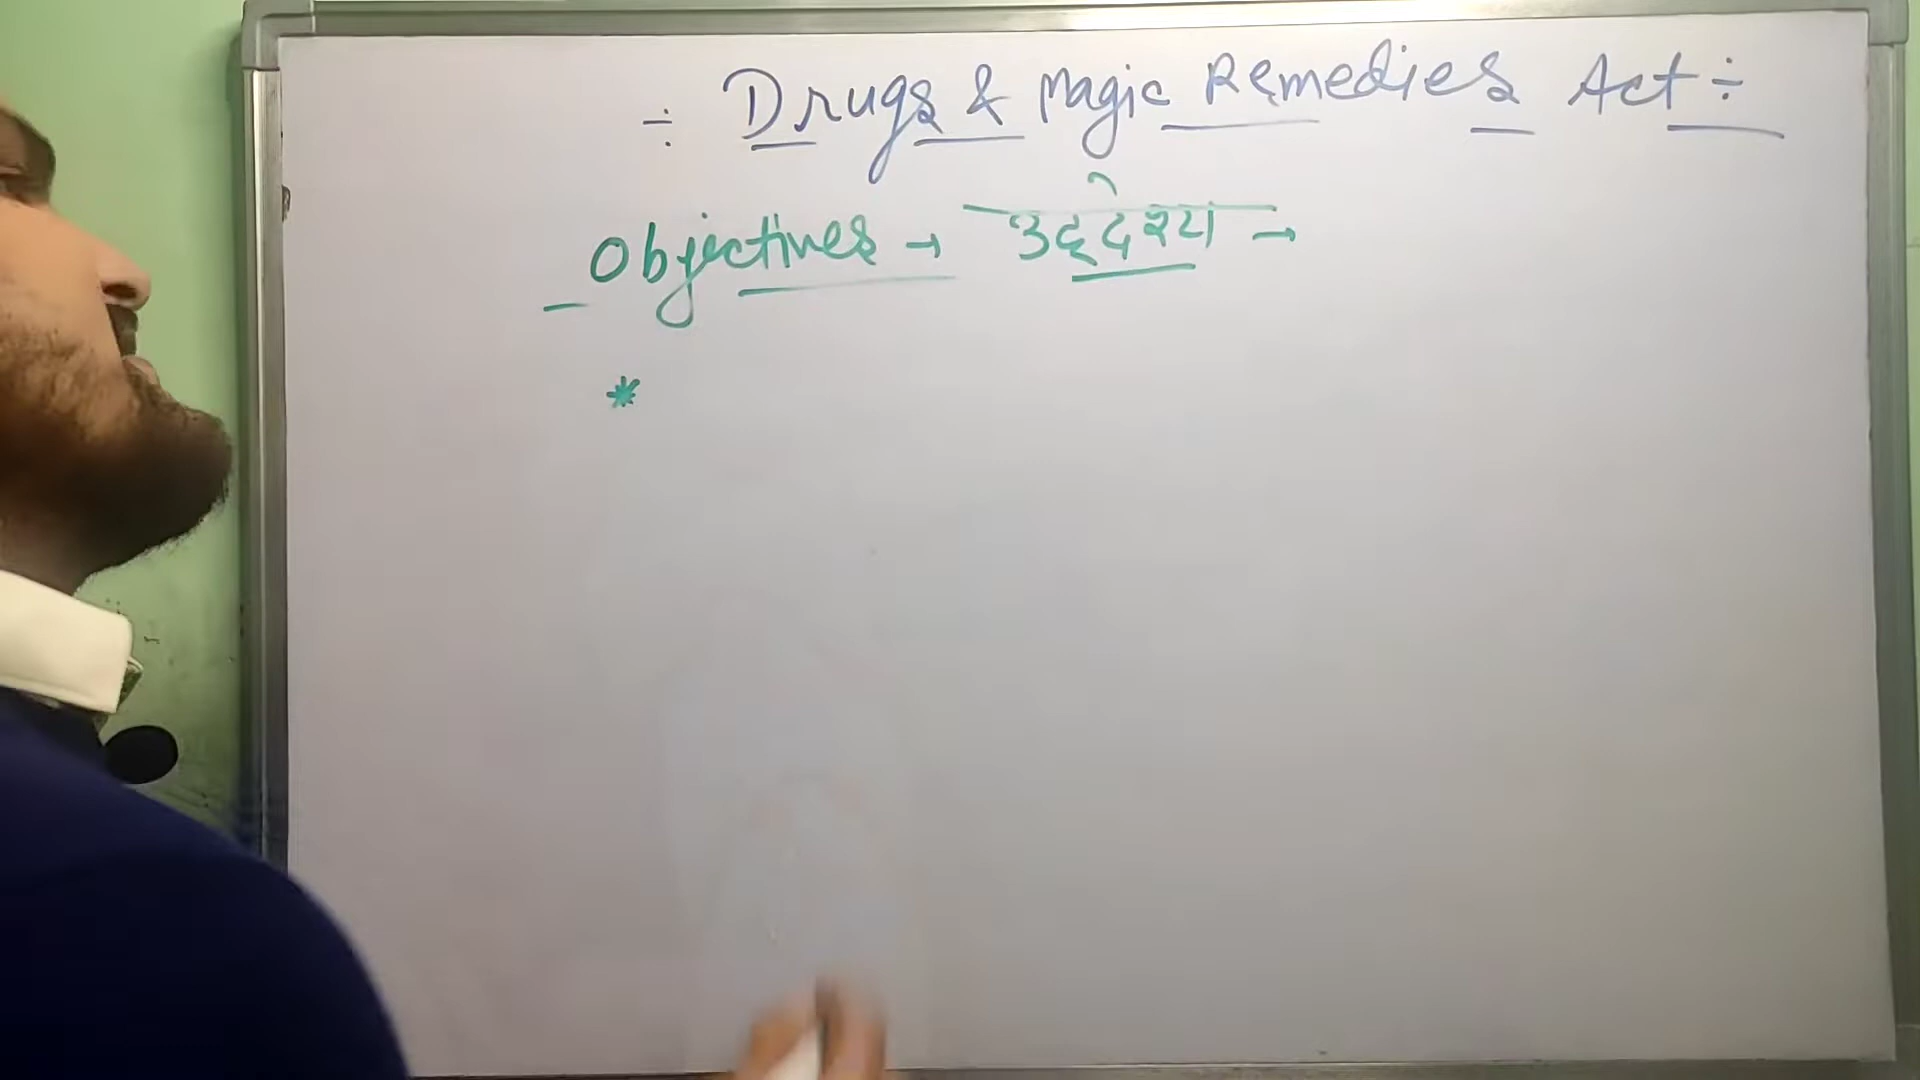 ÷ Drugs & Magic Remedies Act ÷
Objectives → उद्देश्य →
*